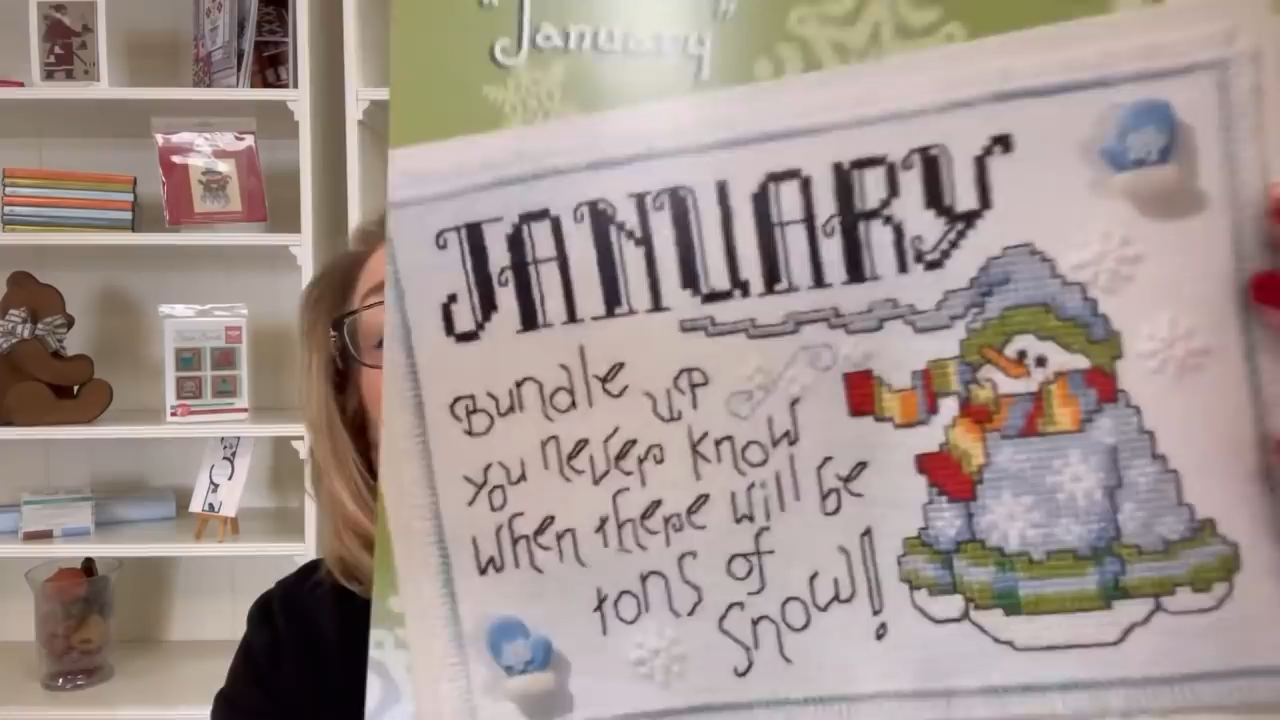 "January"
JANUARY
Bundle up
you never know
when there will be
tons of
snow!